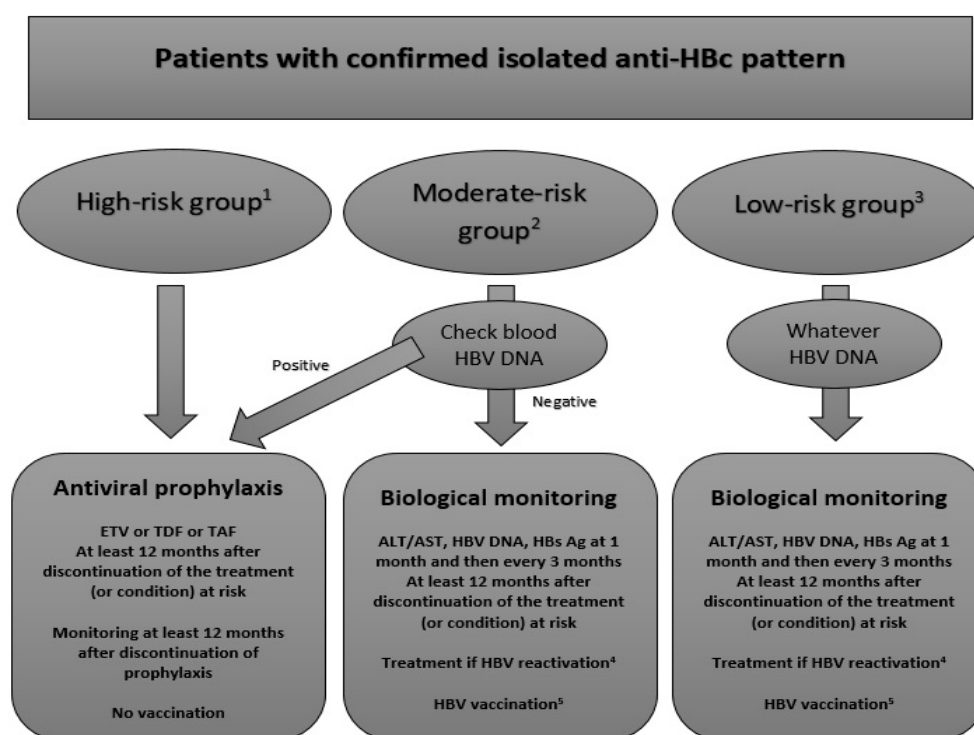 Patients with confirmed isolated anti-HBc pattern
High-risk group¹
Moderate-risk
group²
Low-risk group³
Check blood
HBV DNA
Whatever
HBV DNA
Positive
Negative
Antiviral prophylaxis
ETV or TDF or TAF
At least 12 months after
discontinuation of the treatment
(or condition) at risk
Monitoring at least 12 months
after discontinuation of
prophylaxis
No vaccination
Biological monitoring
ALT/AST, HBV DNA, HBs Ag at 1
month and then every 3 months
At least 12 months after
discontinuation of the treatment
(or condition) at risk
Treatment if HBV reactivation⁴
HBV vaccination⁵
Biological monitoring
ALT/AST, HBV DNA, HBs Ag at 1
month and then every 3 months
At least 12 months after
discontinuation of the treatment
(or condition) at risk
Treatment if HBV reactivation⁴
HBV vaccination⁵